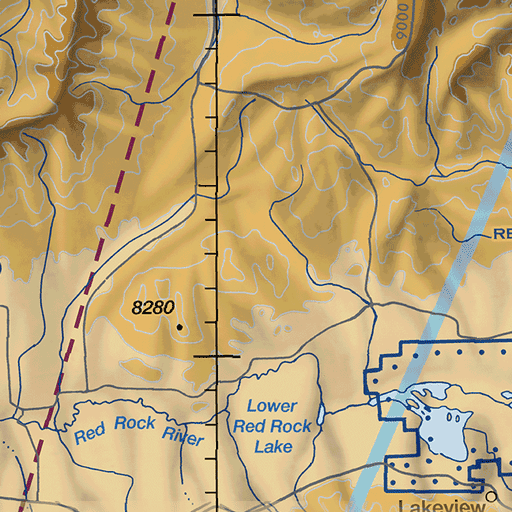 9000
RE
8280
Lower
Red Rock
Lake
Red Rock River
Lakeview